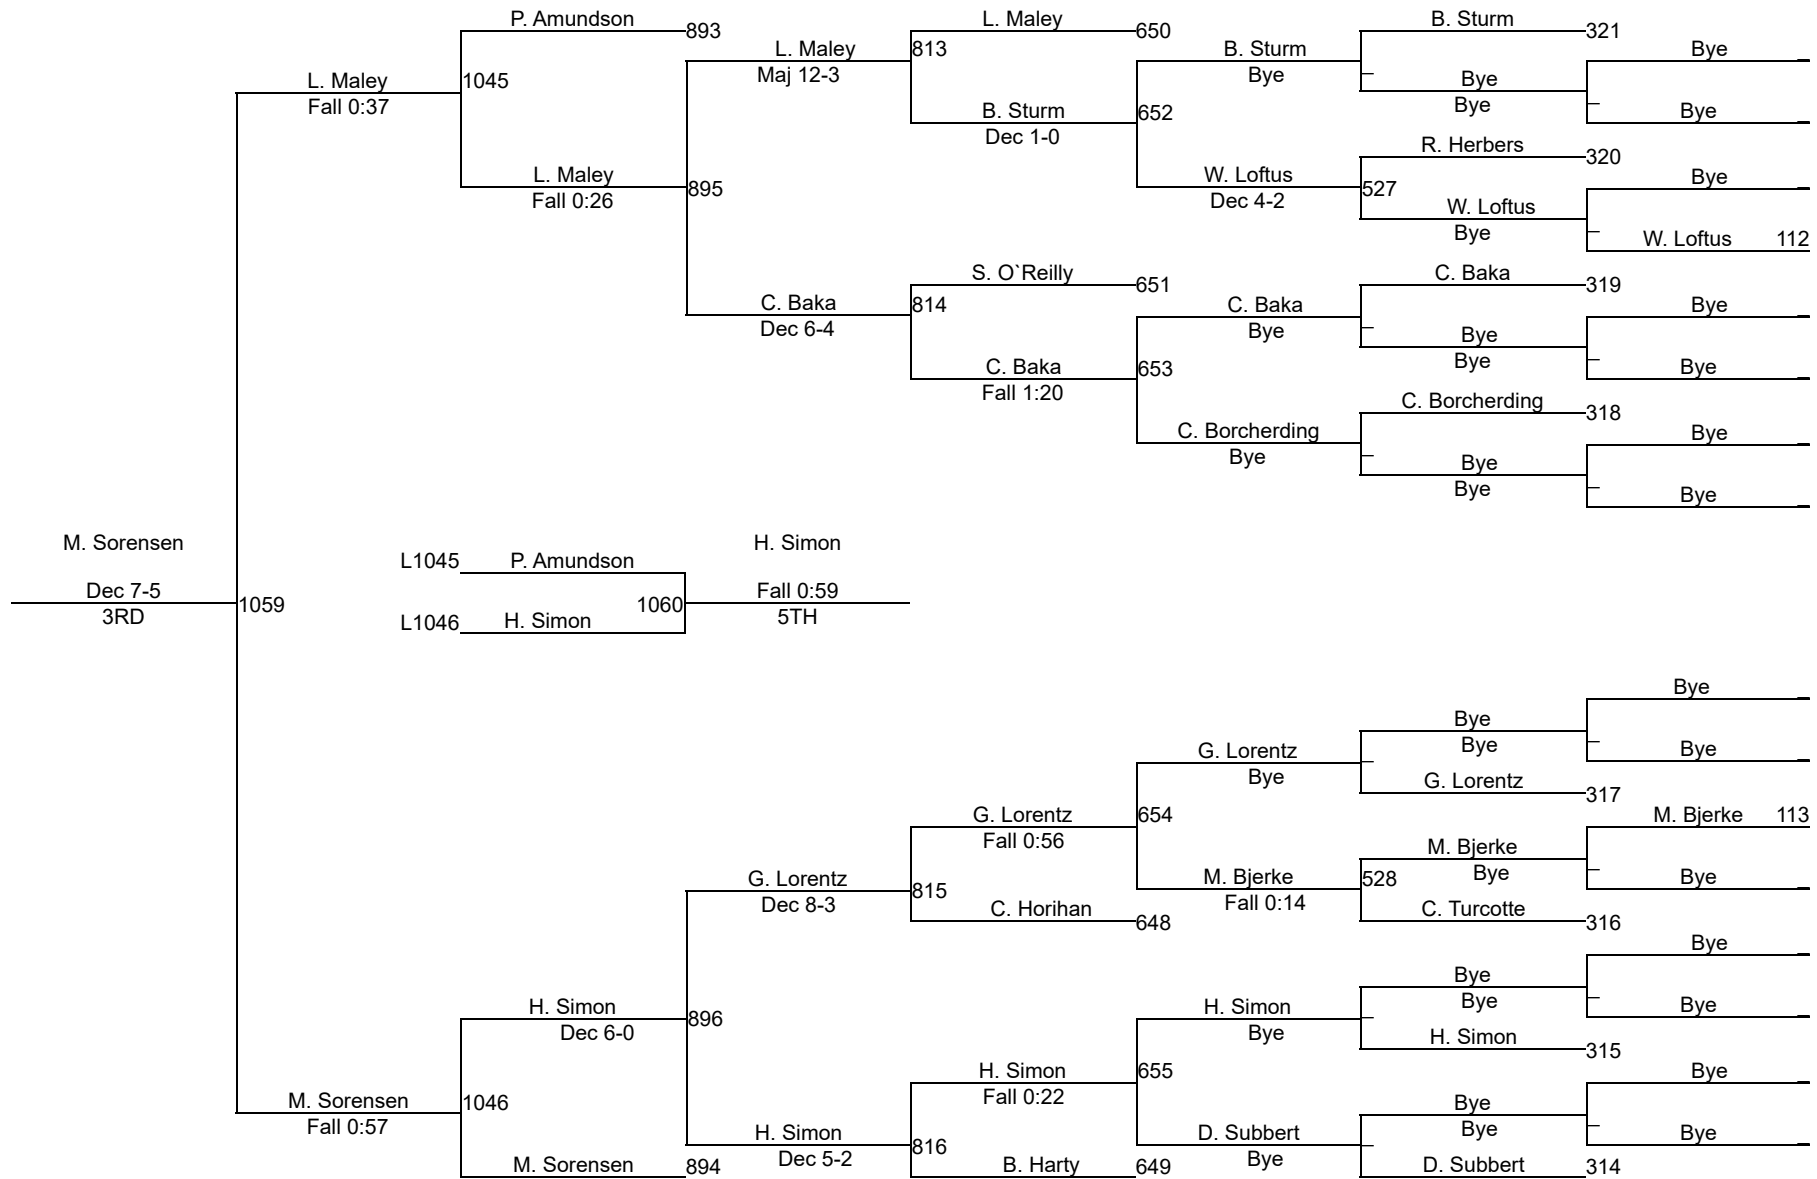 P. Amundson 893 L. Maley 650 B. Sturm 321
L. Maley 813 B. Sturm Bye
L. Maley 1045 Maj 12-3 Bye Bye
Fall 0:37 B. Sturm 652 Bye Bye
Dec 1-0
R. Herbers 320
L. Maley 895 W. Loftus 527 Bye
Fall 0:26 Dec 4-2 W. Loftus
Bye W. Loftus 112
S. O`Reilly 651 C. Baka 319
C. Baka 814 C. Baka Bye
Dec 6-4 Bye Bye
C. Baka 653 Bye Bye
Fall 1:20
C. Borcherding 318
C. Borcherding Bye
Bye Bye
Bye Bye
M. Sorensen H. Simon
L1045 P. Amundson
Dec 7-5 1059 1060 Fall 0:59
3RD L1046 H. Simon 5TH
Bye
Bye
G. Lorentz Bye Bye
Bye G. Lorentz 317
G. Lorentz 654 M. Bjerke 113
Fall 0:56 M. Bjerke
G. Lorentz 815 M. Bjerke 528 Bye Bye
Dec 8-3 Fall 0:14
C. Horihan 648 C. Turcotte 316
Bye
Bye
H. Simon 896 H. Simon Bye Bye
Dec 6-0 Bye
H. Simon 315
H. Simon 655 Bye
Fall 0:22
M. Sorensen 1046 Bye
Fall 0:57 H. Simon 816 D. Subbert Bye Bye
Dec 5-2 Bye
M. Sorensen 894 B. Harty 649 D. Subbert 314